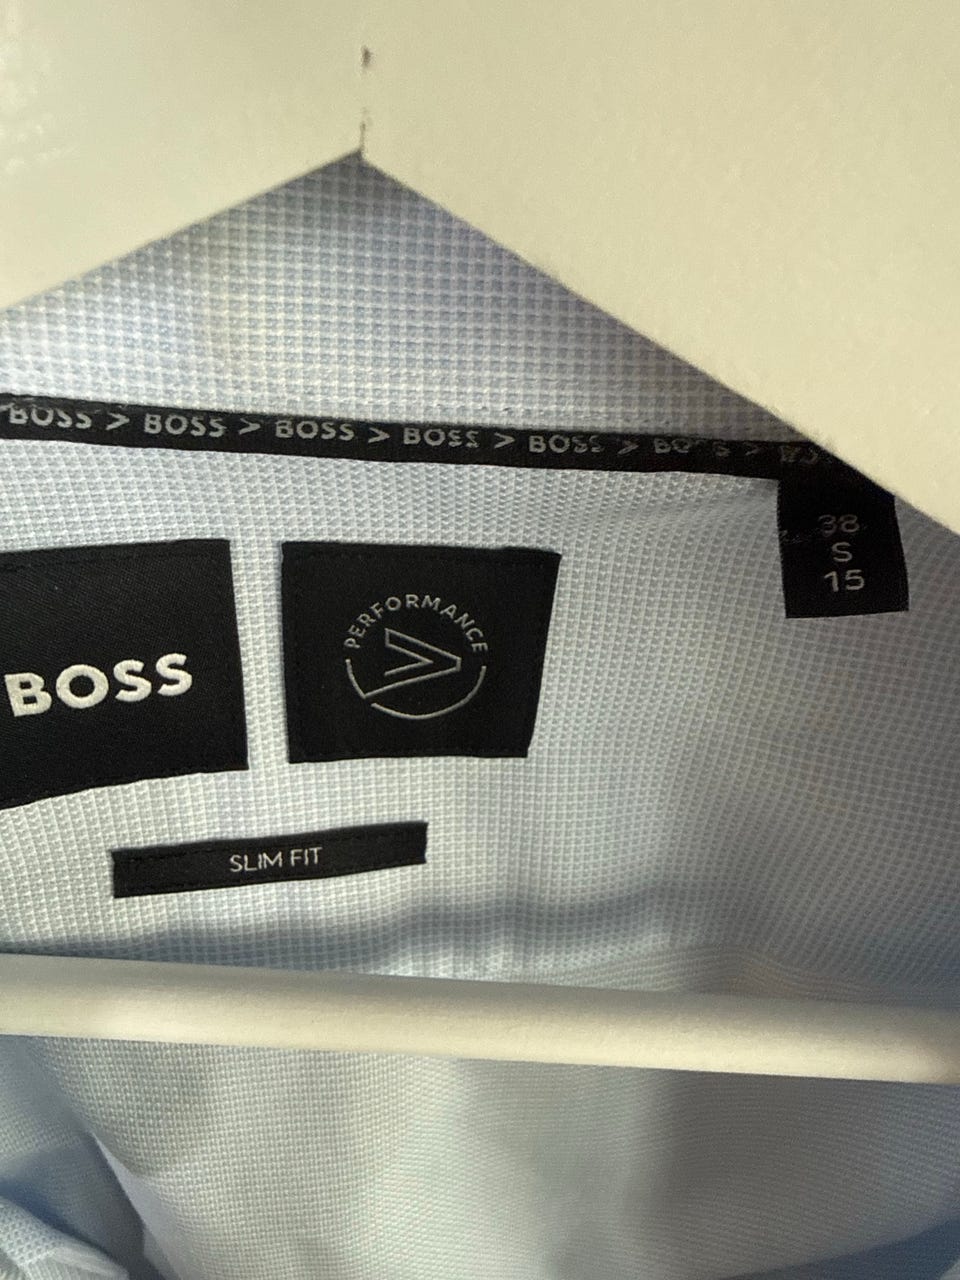 BOSS > BOSS > BOSS > BOSS > BOSS >
38
S
15
BOSS
PERFORMANCE
SLIM FIT